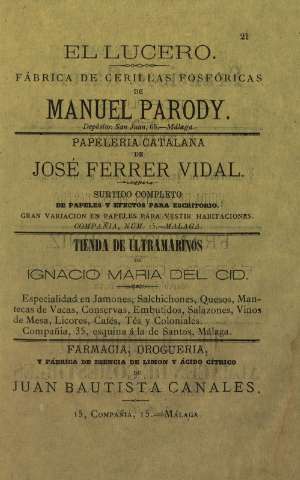 21
EL LUCERO.
FÁBRICA DE CERILLAS FOSFÓRICAS
DE
MANUEL PARODY.
Depósito: San Juan, 66.—Málaga.
PAPELERIA CATALANA
DE
JOSÉ FERRER VIDAL.
SURTIDO COMPLETO
DE PAPELES Y EFECTOS PARA ESCRITORIO.
GRAN VARIACION EN PAPELES PARA VESTIR HABITACIONES.
COMPAÑIA, NÚM. 15.—MÁLAGA.
TIENDA DE ULTRAMARINOS
DE
IGNACIO MARIA DEL CID.
Especialidad en Jamones, Salchichones, Quesos, Man-
tecas de Vacas, Conservas, Embutidos, Salazones, Vinos
de Mesa, Licores, Cafés, Tés y Coloniales.
Compañia, 35, esquina á la de Santos, Málaga.
FARMACIA, DROGUERIA,
Y FÁBRICA DE ESENCIA DE LIMON Y ÁCIDO CÍTRICO
DE
JUAN BAUTISTA CANALES.
15, COMPAÑIA, 15.—MÁLAGA